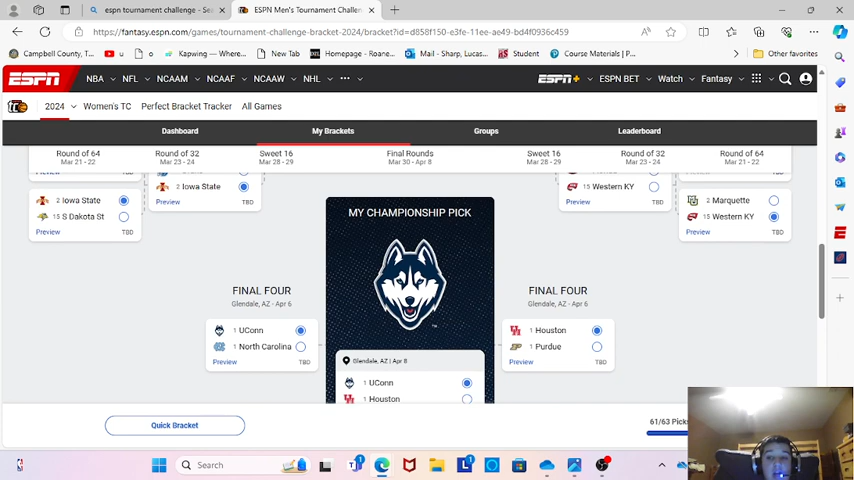 espn tournament challenge - Sea
ESPN Men's Tournament Challen
https://fantasy.espn.com/games/tournament-challenge-bracket-2024/bracket?id=d858f150-e3fe-11ee-ae49-bd4f0936c459
Campbell County, T... u o Kapwing — Where... New Tab Homepage - Roane... Mail - Sharp, Lucas... Student Course Materials | P... Other favorites
ESPN NBA NFL NCAAM NCAAF NCAAW NHL ESPN+ ESPN BET Watch Fantasy
2024 Women's TC Perfect Bracket Tracker All Games
Dashboard My Brackets Groups Leaderboard
Round of 64 Round of 32 Sweet 16 Final Rounds Sweet 16 Round of 32 Round of 64
Mar 21 - 22 Mar 23 - 24 Mar 28 - 29 Mar 30 - Apr 8 Mar 28 - 29 Mar 23 - 24 Mar 21 - 22
Preview Preview
2 Iowa State 15 Western KY
Preview TBD Preview TBD
2 Iowa State
15 S Dakota St
Preview TBD
2 Marquette
15 Western KY
Preview TBD
MY CHAMPIONSHIP PICK
FINAL FOUR
Glendale, AZ - Apr 6
1 UConn
1 North Carolina
Preview TBD
FINAL FOUR
Glendale, AZ - Apr 6
1 Houston
1 Purdue
Preview TBD
Glendale, AZ | Apr 8
1 UConn
1 Houston
Quick Bracket
61/63 Picks
Search